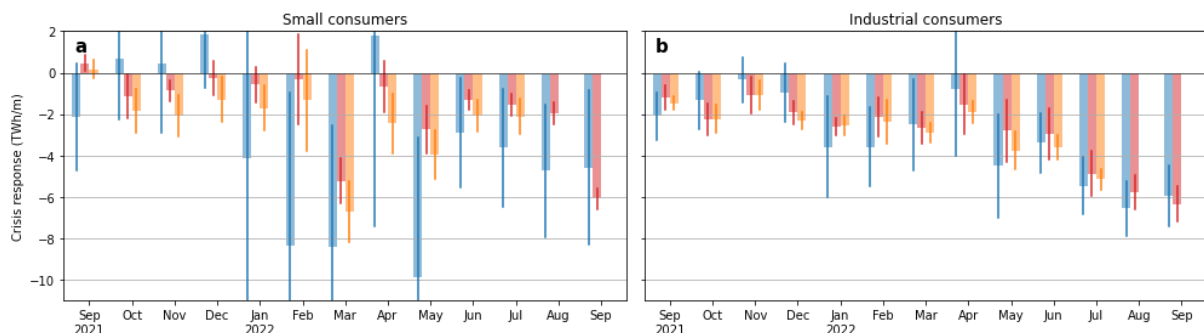 Small consumers
Industrial consumers
a
b
Crisis response (TWh/m)
2
0
−2
−4
−6
−8
−10
Sep Oct Nov Dec Jan Feb Mar Apr May Jun Jul Aug Sep
2021 2022
Sep Oct Nov Dec Jan Feb Mar Apr May Jun Jul Aug Sep
2021 2022